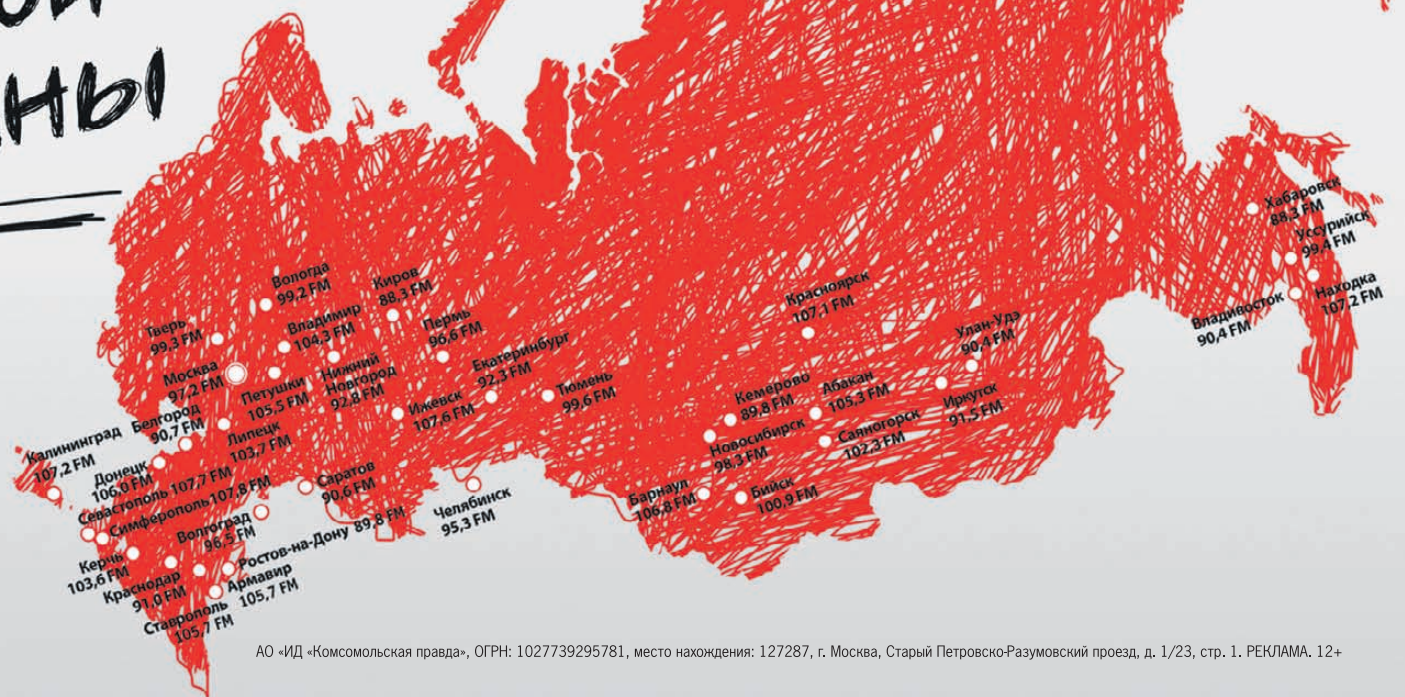 НЫ
Вологда
99,2 FM
Киров
88,3 FM
Владимир
104,3 FM
Пермь
96,6 FM
Тверь
99,3 FM
Москва
97,2 FM
Петушки
105,5 FM
Нижний
Новгород
92,8 FM
Екатеринбург
92,3 FM
Ижевск
107,6 FM
Тюмень
99,6 FM
Белгород
90,7 FM
Липецк
103,7 FM
Калининград
107,2 FM
Донецк
106,0 FM
Севастополь 107,7 FM
Симферополь 107,8 FM
Саратов
90,6 FM
Челябинск
95,3 FM
Волгоград
96,5 FM
Ростов-на-Дону 89,8 FM
Керчь
103,6 FM
Краснодар
91,0 FM
Армавир
105,7 FM
Ставрополь
105,7 FM
Красноярск
107,1 FM
Улан-Удэ
90,4 FM
Кемерово
89,8 FM
Абакан
105,3 FM
Иркутск
91,5 FM
Новосибирск
98,3 FM
Саяногорск
102,3 FM
Барнаул
106,8 FM
Бийск
100,9 FM
Хабаровск
88,3 FM
Уссурийск
99,4 FM
Находка
107,2 FM
Владивосток
90,4 FM
АО «ИД «Комсомольская правда», ОГРН: 1027739295781, место нахождения: 127287, г. Москва, Старый Петровско-Разумовский проезд, д. 1/23, стр. 1. РЕКЛАМА. 12+